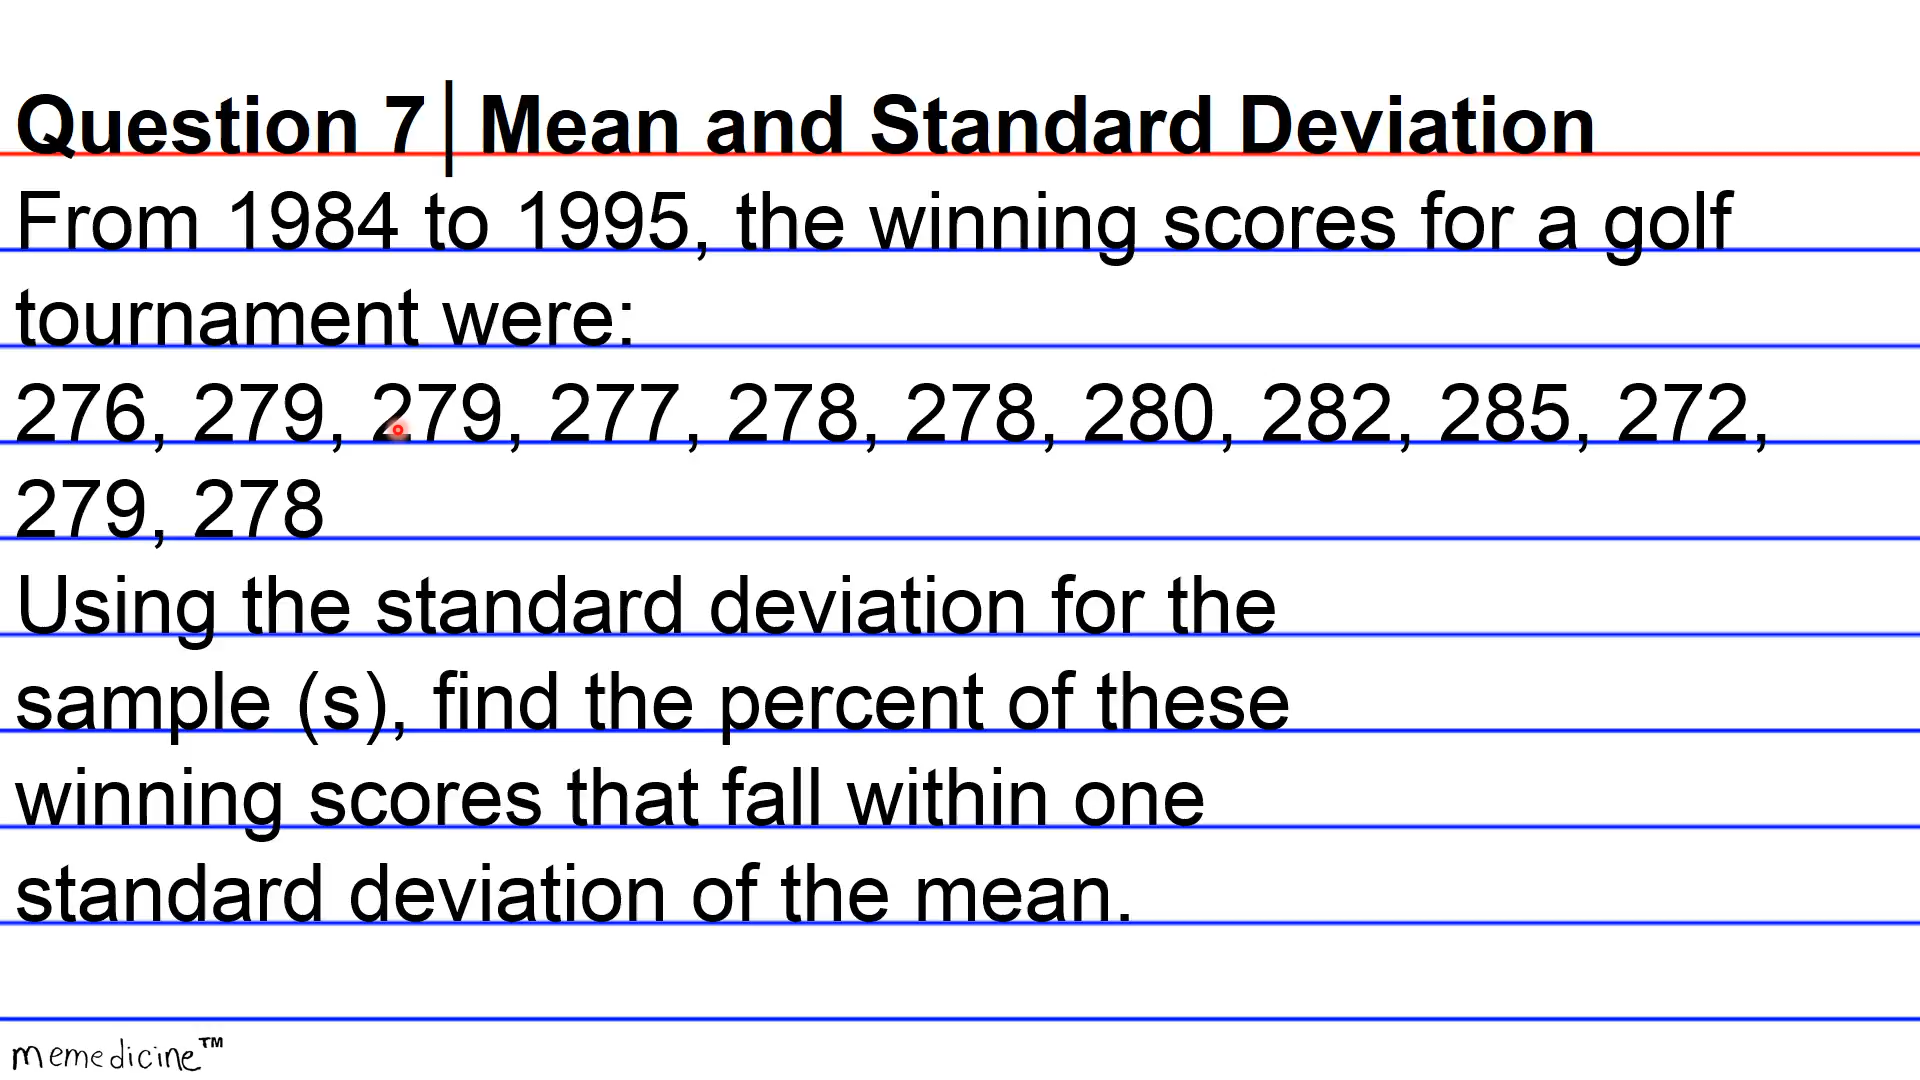 Question 7| Mean and Standard Deviation
From 1984 to 1995, the winning scores for a golf
tournament were:
276, 279, 279, 277, 278, 278, 280, 282, 285, 272,
279, 278
Using the standard deviation for the
sample (s), find the percent of these
winning scores that fall within one
standard deviation of the mean.
memedicine™